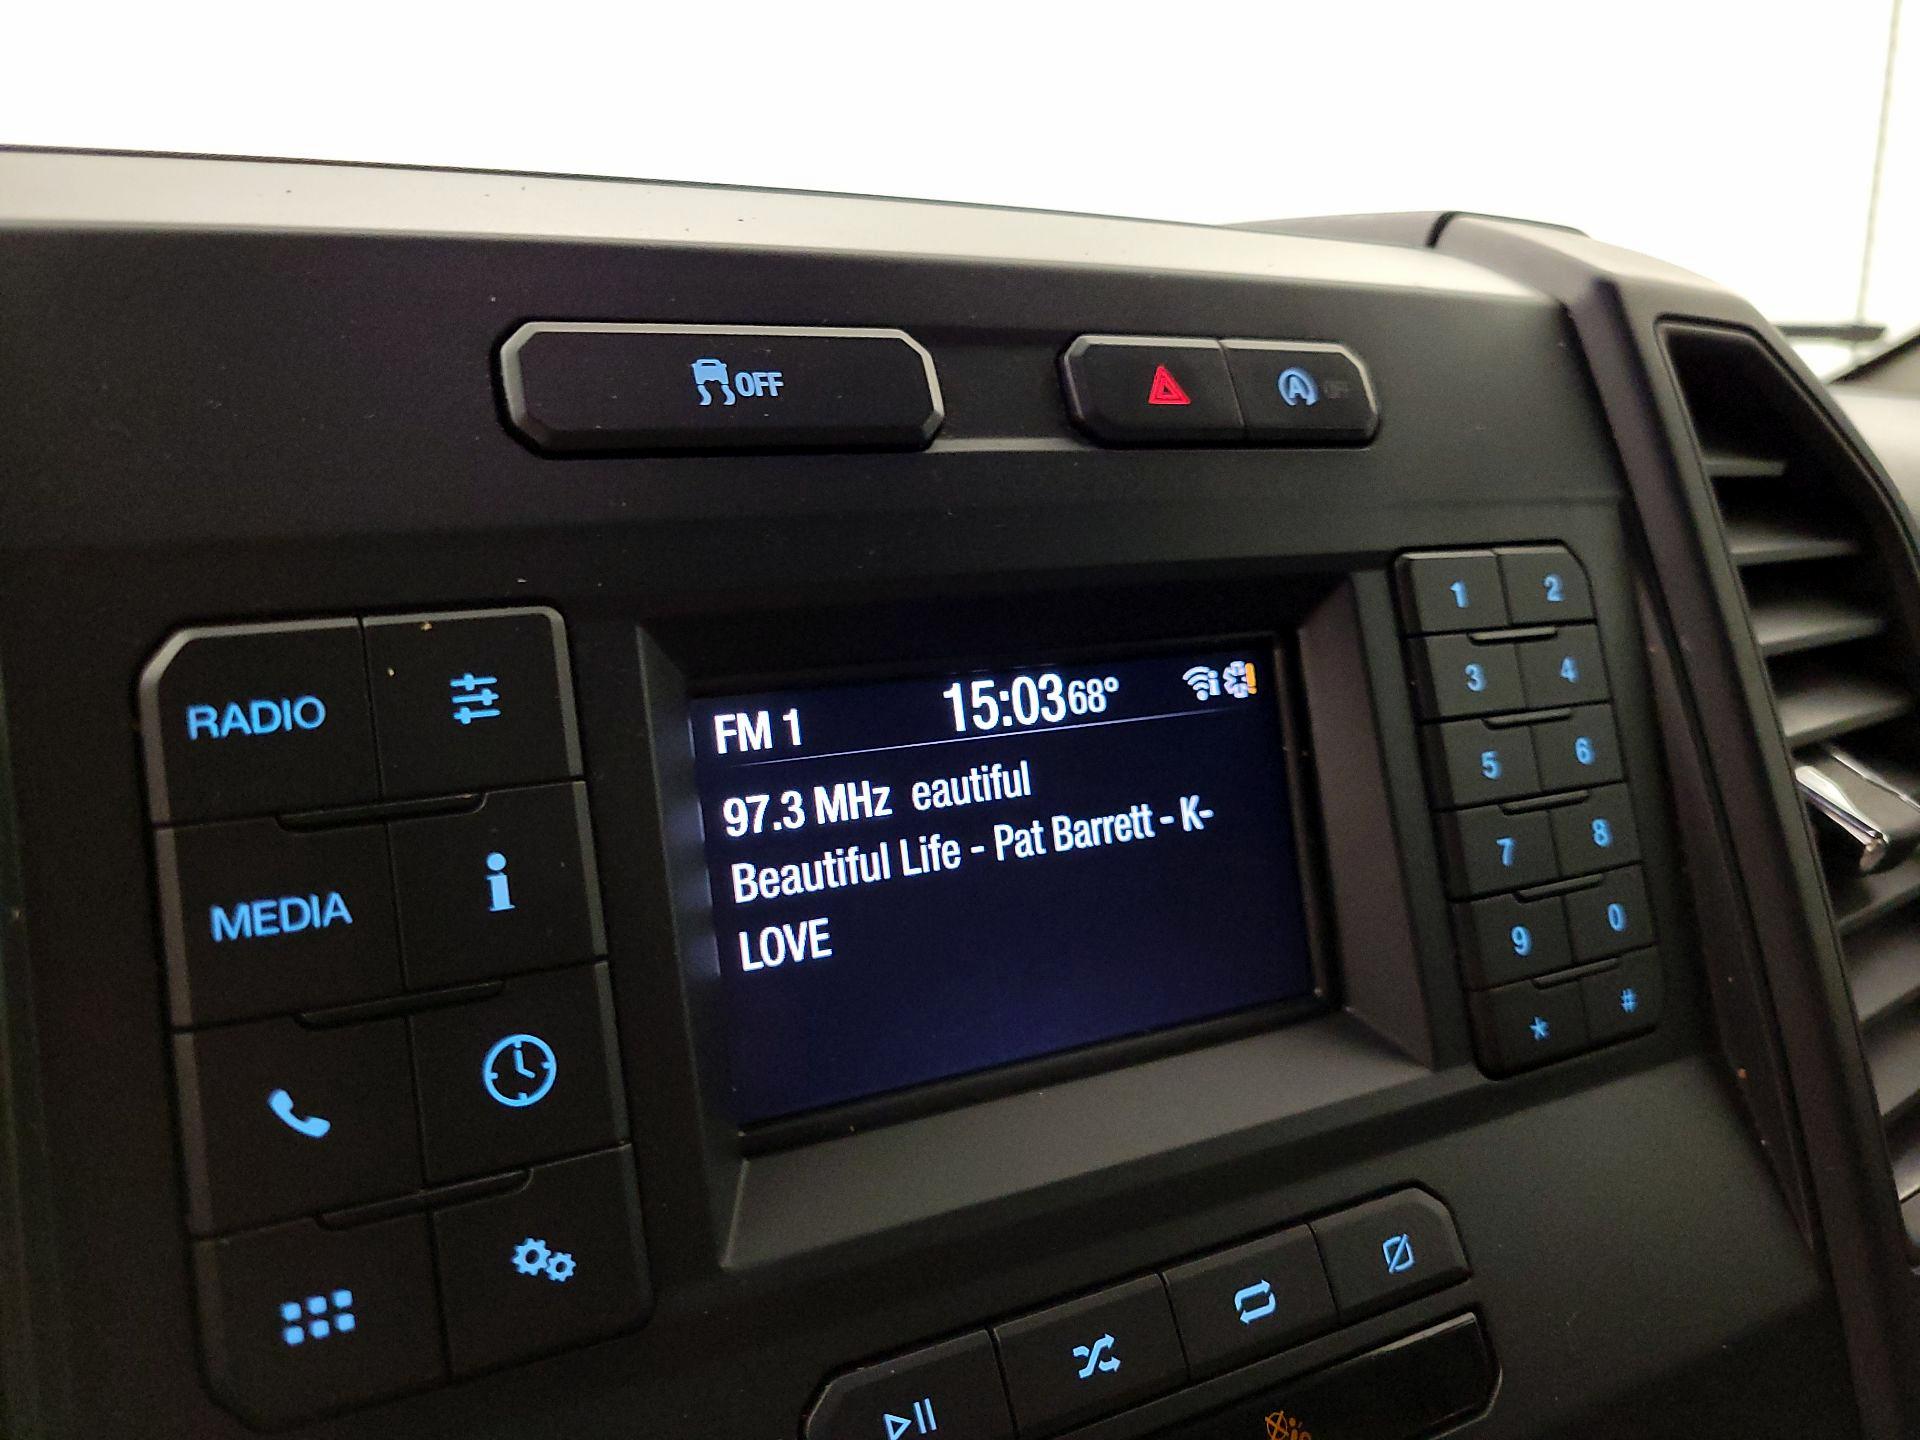 OFF
A OFF
FM 1 15:03 68°
97.3 MHz eautiful
Beautiful Life - Pat Barrett - K-
LOVE
RADIO
MEDIA
i
1 2
3 4
5 6
7 8
9 0
* #